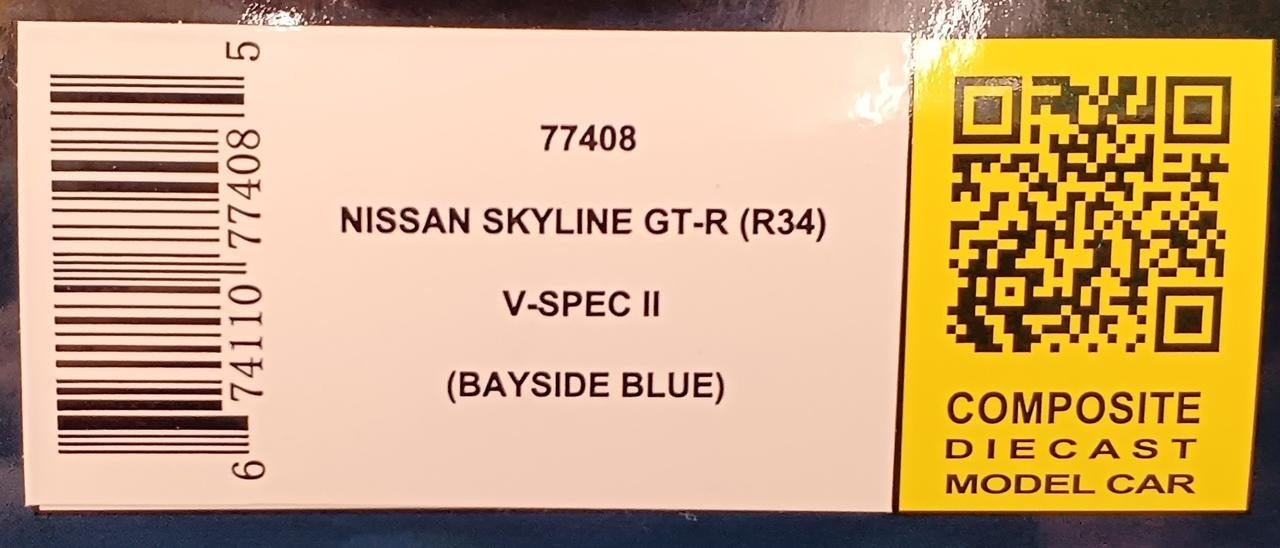 6 74110 77408 5
77408
NISSAN SKYLINE GT-R (R34)
V-SPEC II
(BAYSIDE BLUE)
COMPOSITE
DIECAST
MODEL CAR